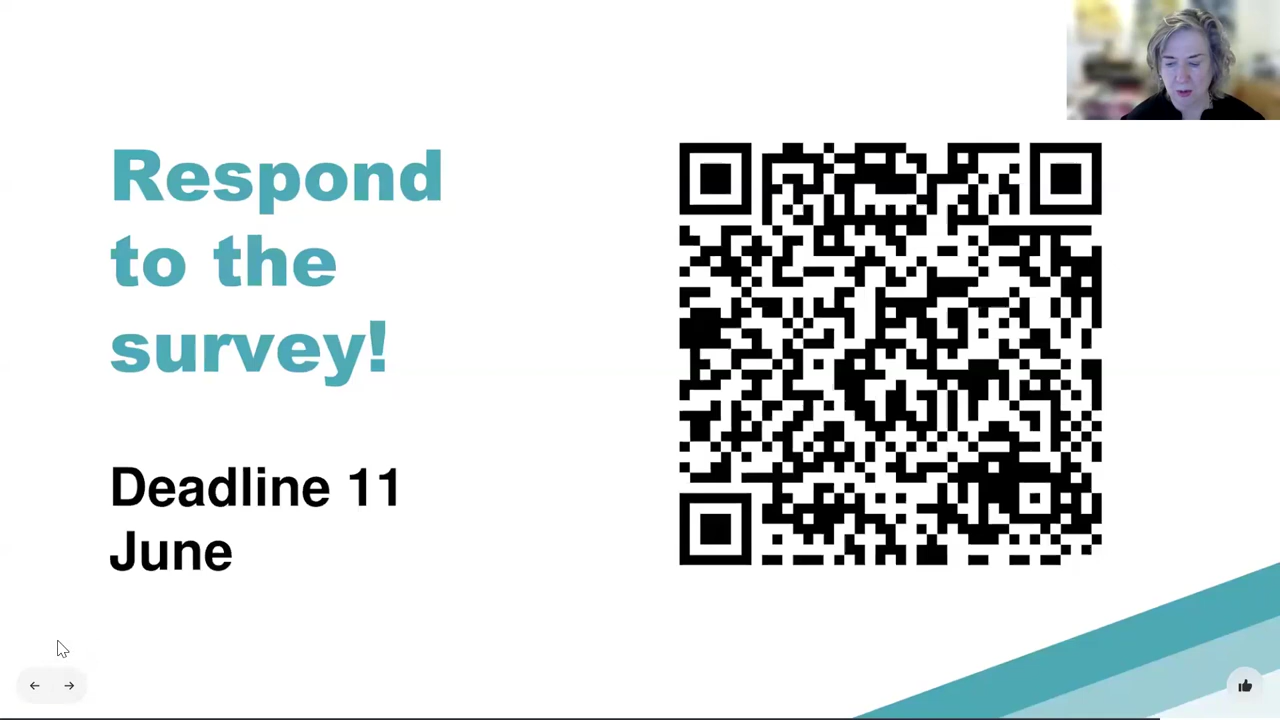 Respond
to the
survey!
Deadline 11
June